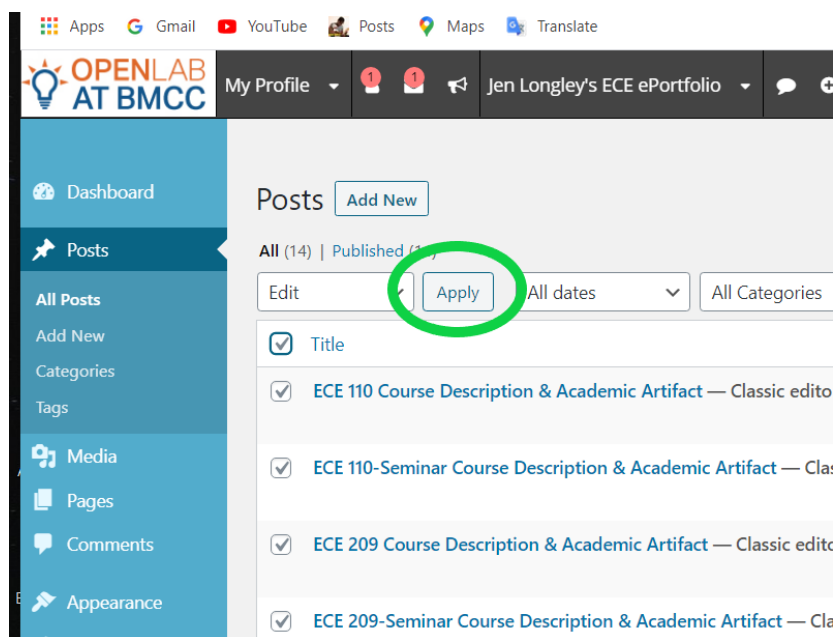 Apps Gmail YouTube Posts Maps Translate
OPENLAB
AT BMCC
My Profile 1 1 Jen Longley's ECE ePortfolio
Dashboard
Posts
All Posts
Add New
Categories
Tags
Media
Pages
Comments
Appearance
Posts Add New
All (14) | Published
Edit Apply All dates All Categories
Title
ECE 110 Course Description & Academic Artifact — Classic edito
ECE 110-Seminar Course Description & Academic Artifact — Clas
ECE 209 Course Description & Academic Artifact — Classic edito
ECE 209-Seminar Course Description & Academic Artifact — Cla